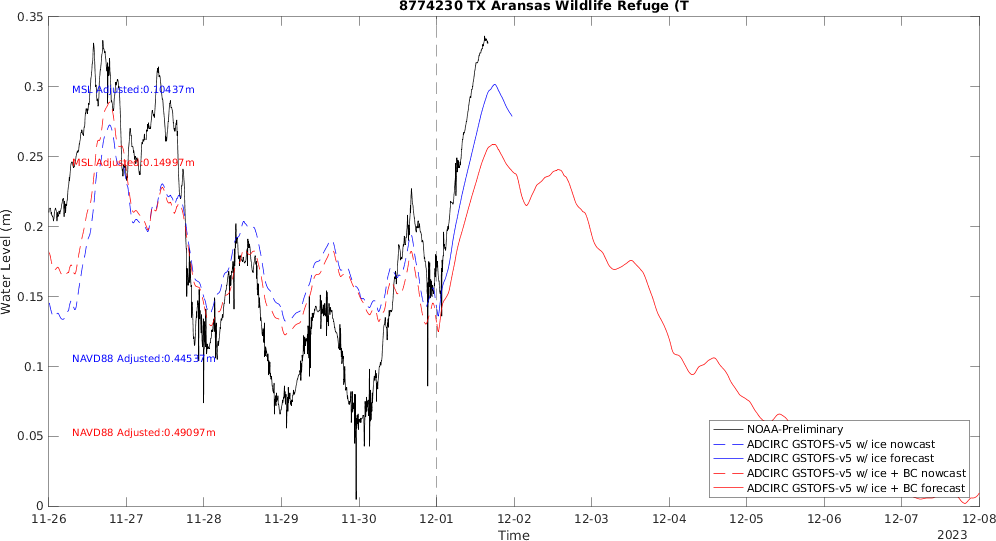 8774230 TX Aransas Wildlife Refuge (T
0.35
0.3
0.25
0.2
0.15
0.1
0.05
0
Water Level (m)
MSL Adjusted:0.10437m
MSL Adjusted:0.14997m
NAVD88 Adjusted:0.44537m
NAVD88 Adjusted:0.49097m
NOAA-Preliminary
ADCIRC GSTOFS-v5 w/ ice nowcast
ADCIRC GSTOFS-v5 w/ ice forecast
ADCIRC GSTOFS-v5 w/ ice + BC nowcast
ADCIRC GSTOFS-v5 w/ ice + BC forecast
11-26 11-27 11-28 11-29 11-30 12-01 12-02 12-03 12-04 12-05 12-06 12-07 12-08
Time
2023